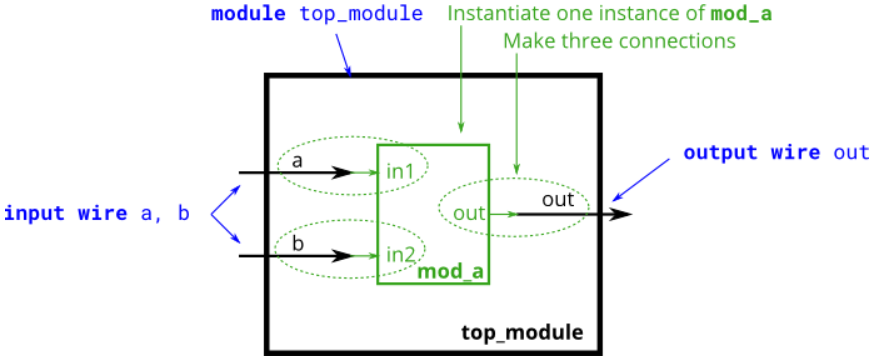 module top_module
Instantiate one instance of mod_a
Make three connections
a
in1
output wire out
out
out
input wire a, b
b
in2
mod_a
top_module